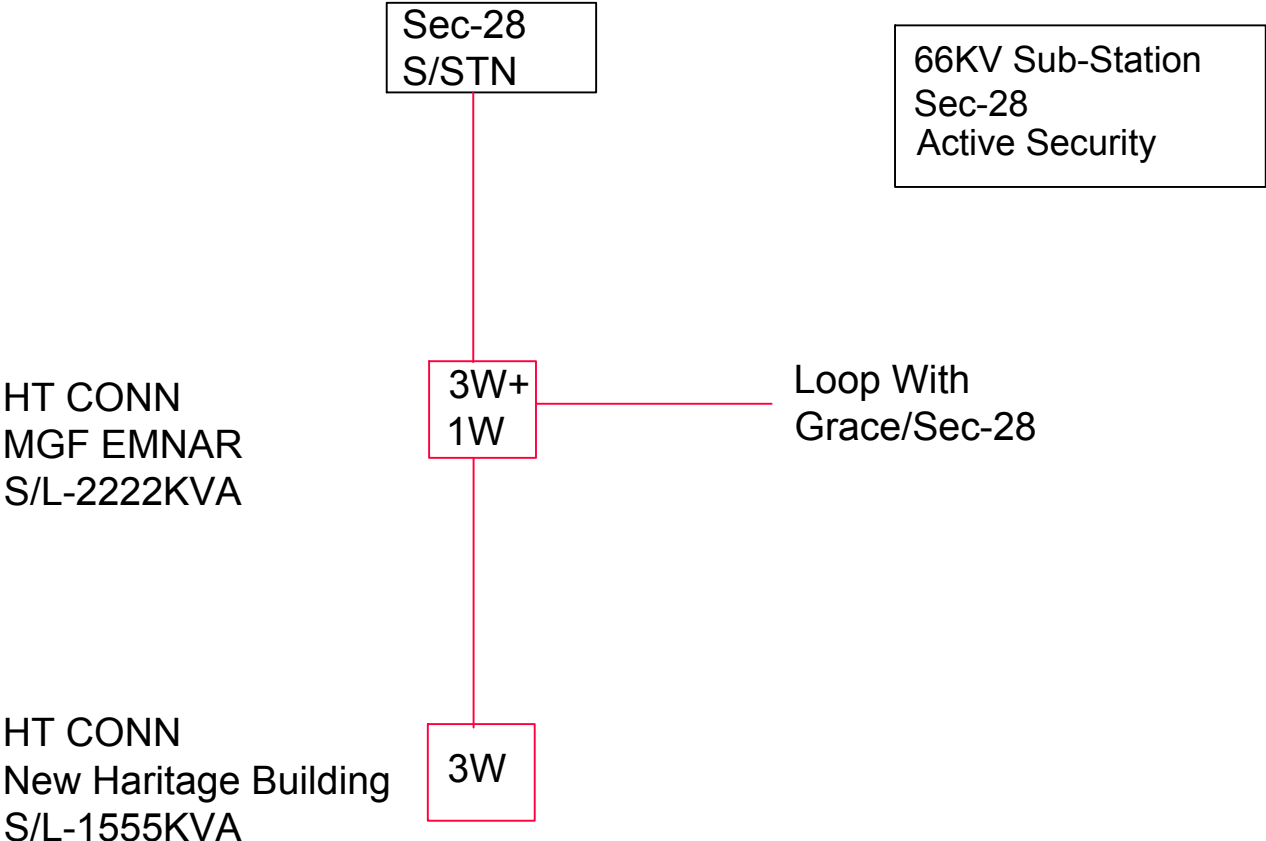 Sec-28
S/STN
66KV Sub-Station
Sec-28
Active Security
HT CONN
MGF EMNAR
S/L-2222KVA
3W+
1W
Loop With
Grace/Sec-28
HT CONN
New Haritage Building
S/L-1555KVA
3W